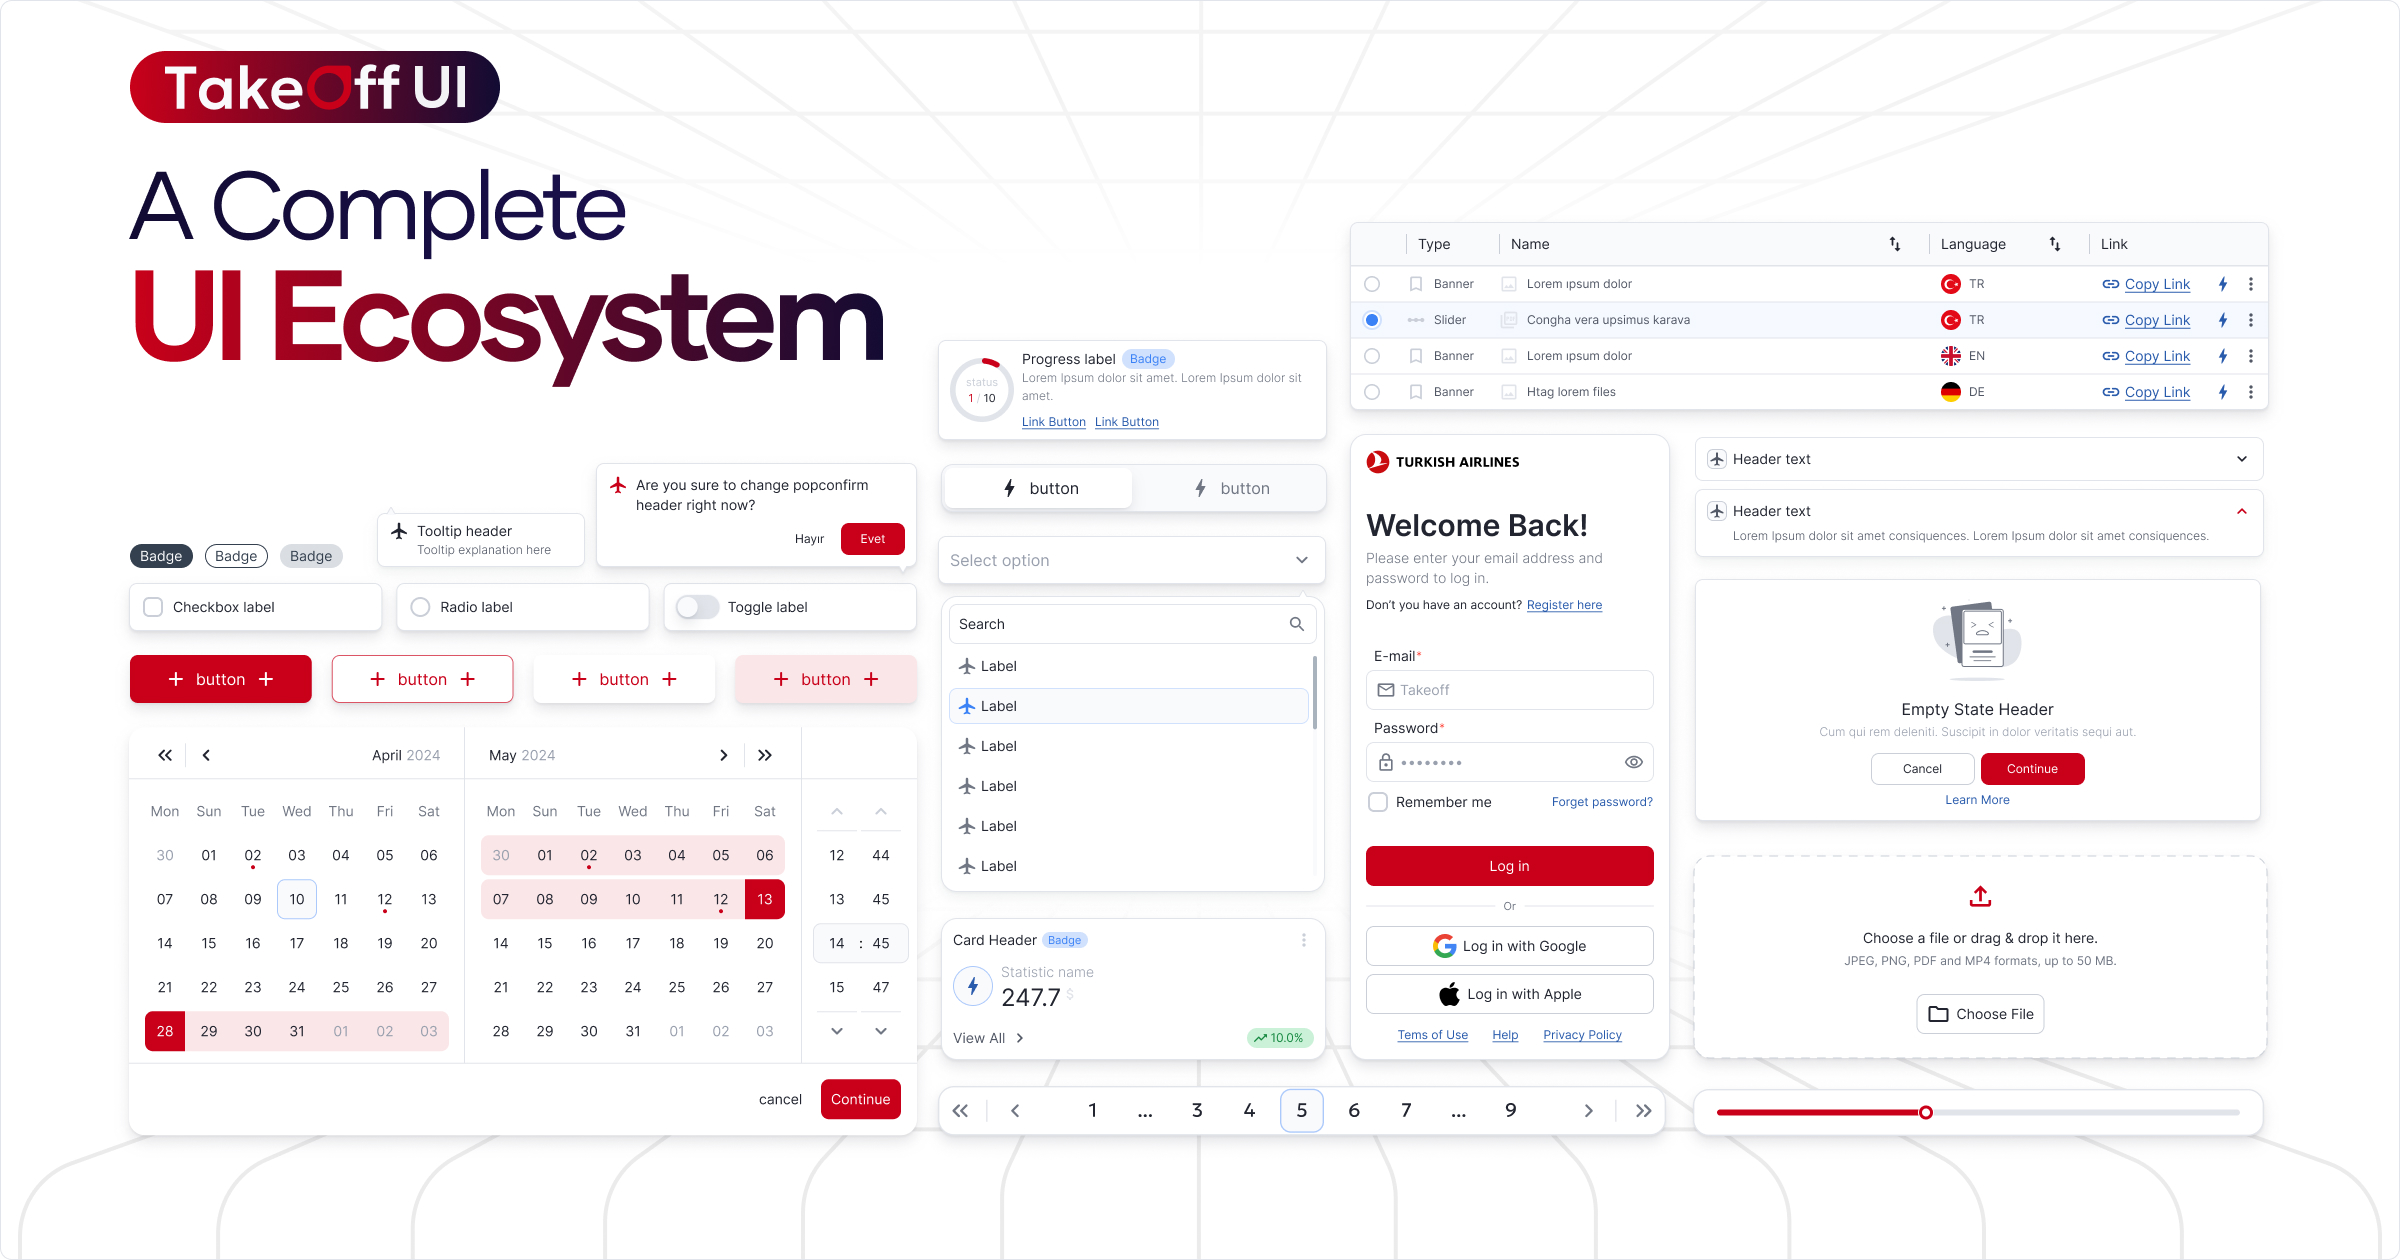 TakeOff UI
A Complete
UI Ecosystem
Badge
Badge
Badge
Tooltip header
Tooltip explanation here
Are you sure to change popconfirm
header right now?
Hayır
Evet
Checkbox label
Radio label
Toggle label
button
button
button
button
April 2024
May 2024
Mon Sun Tue Wed Thu Fri Sat
30 01 02 03 04 05 06
07 08 09 10 11 12 13
14 15 16 17 18 19 20
21 22 23 24 25 26 27
28 29 30 31 01 02 03
Mon Sun Tue Wed Thu Fri Sat
30 01 02 03 04 05 06
07 08 09 10 11 12 13
14 15 16 17 18 19 20
21 22 23 24 25 26 27
28 29 30 31 01 02 03
12 44
13 45
14 : 45
15 47
cancel
Continue
status
1 / 10
Progress label Badge
Lorem Ipsum dolor sit amet. Lorem Ipsum dolor sit
amet.
Link Button Link Button
button
button
Select option
Search
Label
Label
Label
Label
Label
Label
Card Header Badge
Statistic name
247.7 $
View All
10.0%
1 ... 3 4 5 6 7 ... 9
Type Name Language Link
Banner Lorem ıpsum dolor TR Copy Link
Slider Congha vera upsimus karava TR Copy Link
Banner Lorem ıpsum dolor EN Copy Link
Banner Htag lorem files DE Copy Link
TURKISH AIRLINES
Welcome Back!
Please enter your email address and
password to log in.
Don't you have an account? Register here
E-mail*
Takeoff
Password*
Remember me
Forget password?
Log in
Or
Log in with Google
Log in with Apple
Tems of Use
Help
Privacy Policy
Header text
Header text
Lorem Ipsum dolor sit amet consiquences. Lorem Ipsum dolor sit amet consequences.
Empty State Header
Cum qui rem deleniti. Suscipit in dolor veritatis sequi aut.
Cancel
Continue
Learn More
Choose a file or drag & drop it here.
JPEG, PNG, PDF and MP4 formats, up to 50 MB.
Choose File